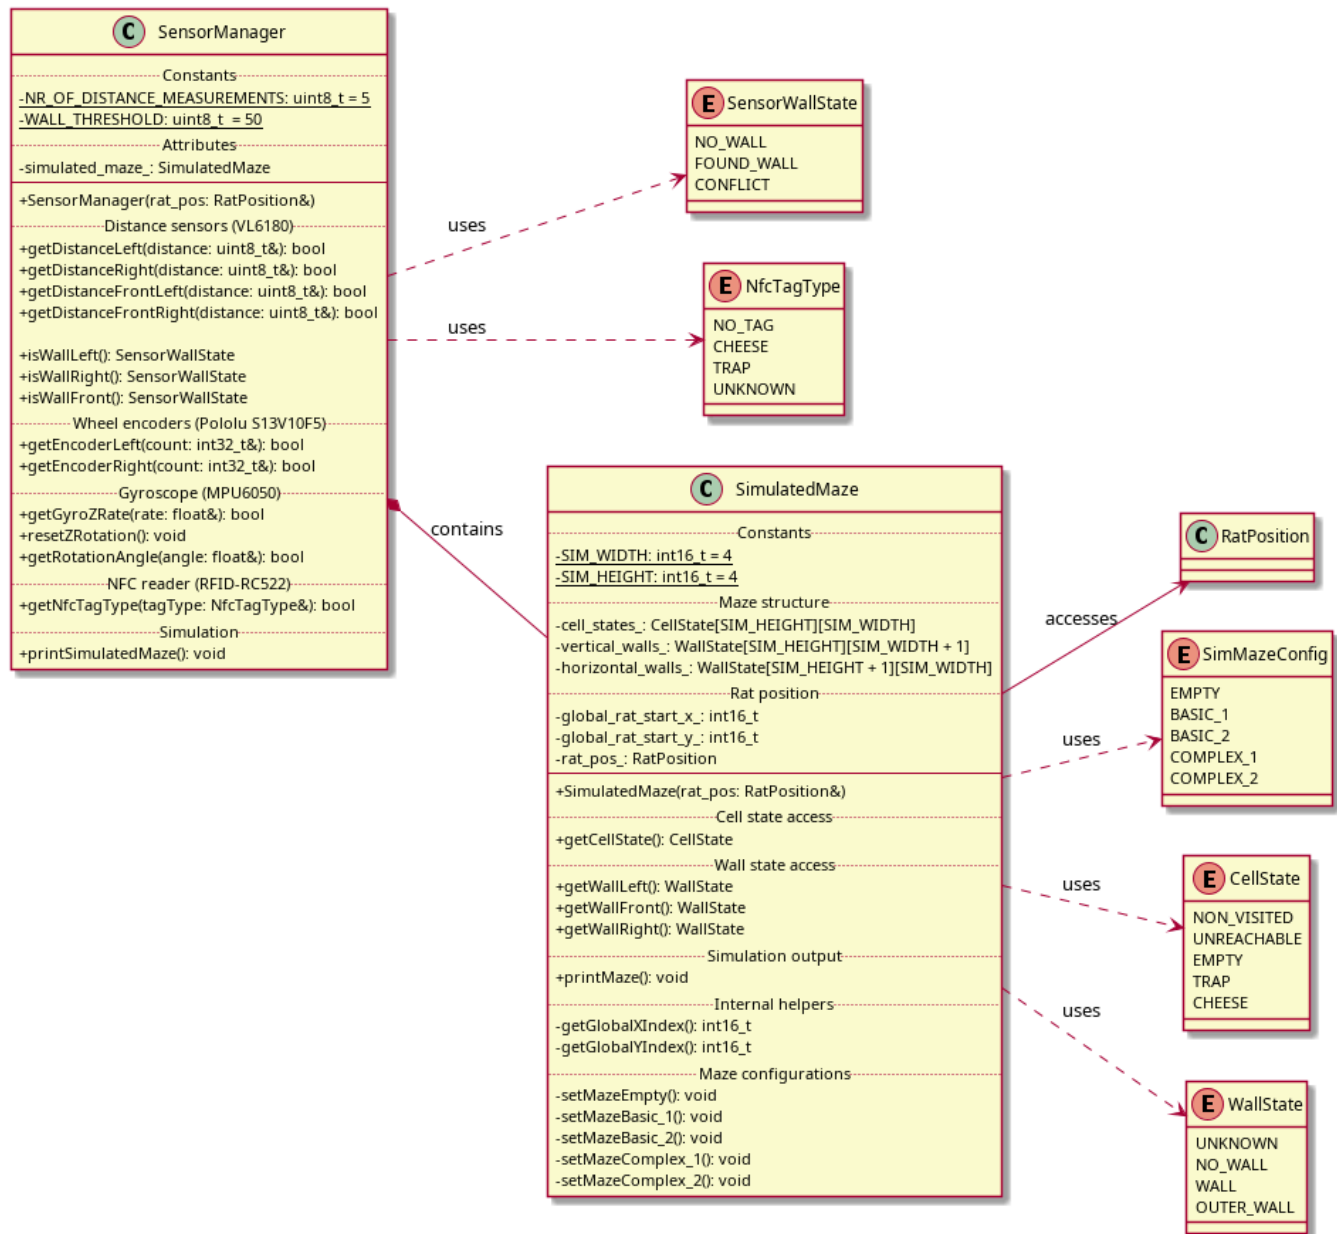 C SensorManager
Constants
-NR_OF_DISTANCE_MEASUREMENTS: uint8_t = 5
-WALL_THRESHOLD: uint8_t  = 50
Attributes
-simulated_maze_: SimulatedMaze
+SensorManager(rat_pos: RatPosition&)
Distance sensors (VL6180)
+getDistanceLeft(distance: uint8_t&): bool
+getDistanceRight(distance: uint8_t&): bool
+getDistanceFrontLeft(distance: uint8_t&): bool
+getDistanceFrontRight(distance: uint8_t&): bool
+isWallLeft(): SensorWallState
+isWallRight(): SensorWallState
+isWallFront(): SensorWallState
Wheel encoders (Pololu S13V10F5)
+getEncoderLeft(count: int32_t&): bool
+getEncoderRight(count: int32_t&): bool
Gyroscope (MPU6050)
+getGyroZRate(rate: float&): bool
+resetZRotation(): void
+getRotationAngle(angle: float&): bool
NFC reader (RFID-RC522)
+getNfcTagType(tagType: NfcTagType&): bool
Simulation
+printSimulatedMaze(): void
uses
E SensorWallState
NO_WALL
FOUND_WALL
CONFLICT
uses
E NfcTagType
NO_TAG
CHEESE
TRAP
UNKNOWN
contains
C SimulatedMaze
Constants
-SIM_WIDTH: int16_t = 4
-SIM_HEIGHT: int16_t = 4
Maze structure
-cell_states_: CellState[SIM_HEIGHT][SIM_WIDTH]
-vertical_walls_: WallState[SIM_HEIGHT][SIM_WIDTH + 1]
-horizontal_walls_: WallState[SIM_HEIGHT + 1][SIM_WIDTH]
Rat position
-global_rat_start_x_: int16_t
-global_rat_start_y_: int16_t
-rat_pos_: RatPosition
+SimulatedMaze(rat_pos: RatPosition&)
Cell state access
+getCellState(): CellState
Wall state access
+getWallLeft(): WallState
+getWallFront(): WallState
+getWallRight(): WallState
Simulation output
+printMaze(): void
Internal helpers
-getGlobalXIndex(): int16_t
-getGlobalYIndex(): int16_t
Maze configurations
-setMazeEmpty(): void
-setMazeBasic_1(): void
-setMazeBasic_2(): void
-setMazeComplex_1(): void
-setMazeComplex_2(): void
accesses
C RatPosition
uses
E SimMazeConfig
EMPTY
BASIC_1
BASIC_2
COMPLEX_1
COMPLEX_2
uses
E CellState
NON_VISITED
UNREACHABLE
EMPTY
TRAP
CHEESE
uses
E WallState
UNKNOWN
NO_WALL
WALL
OUTER_WALL